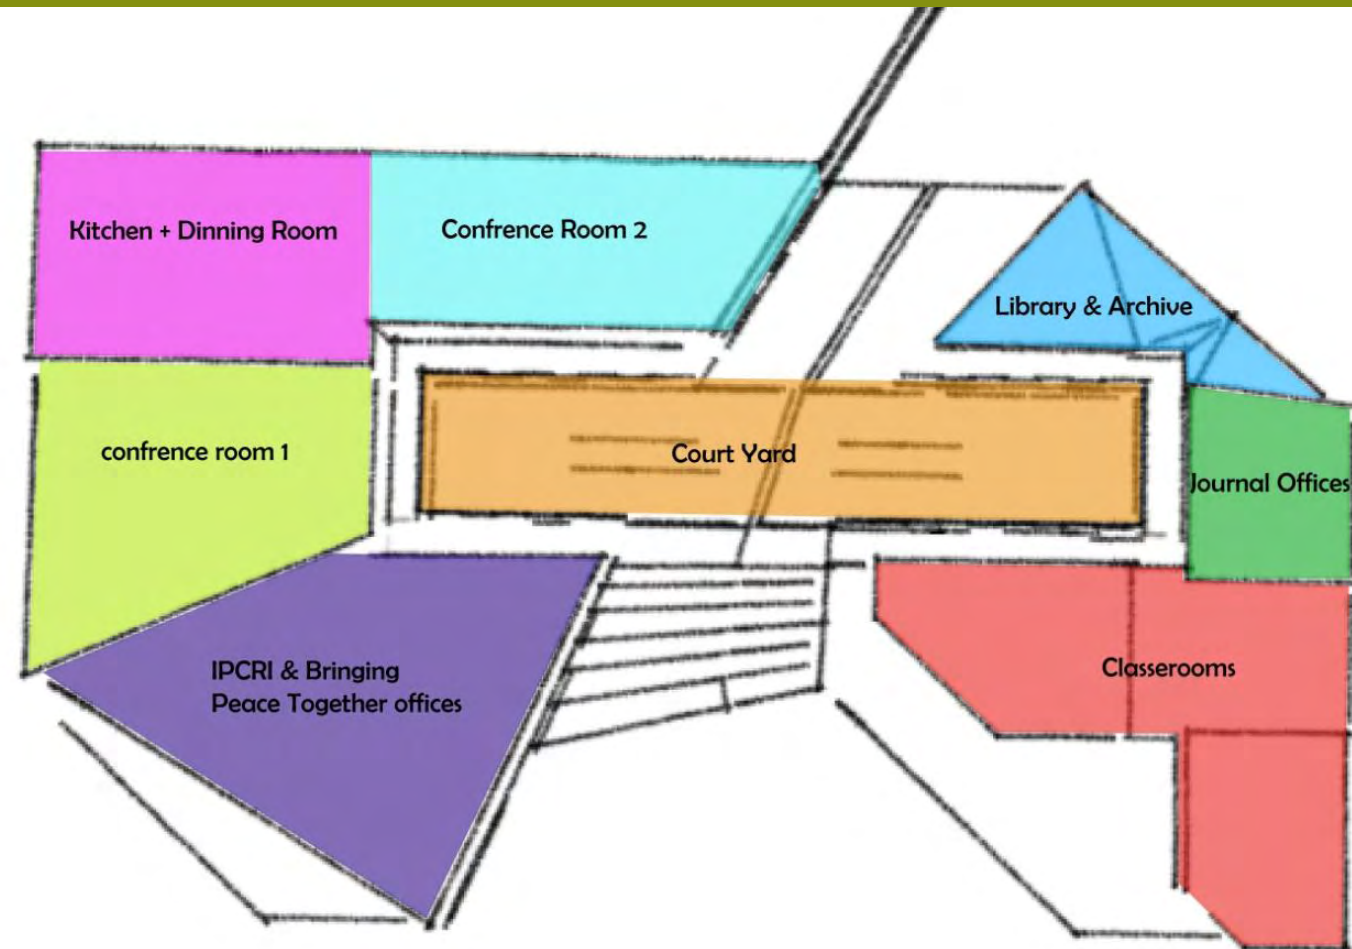 Kitchen + Dinning Room
Confrence Room 2
Library & Archive
confrence room 1
Court Yard
Journal Offices
IPCRI & Bringing
Peace Together offices
Classerooms